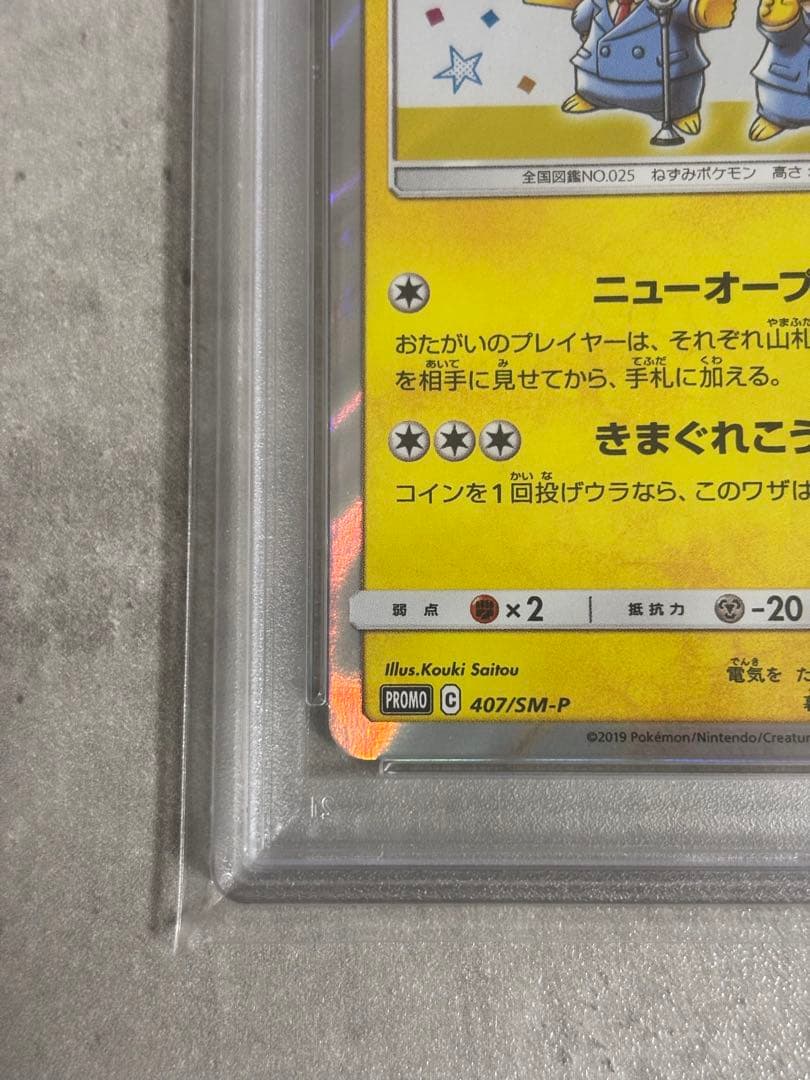 全国図鑑NO.025 ねずみポケモン 高さ
ニューオープ
おたがいのプレイヤーは、それぞれ山札
を相手に見せてから、手札に加える。
きまぐれこう
コインを1回投げウラなら、このワザは
弱点 ×2 抵抗力 -20
Illus.Kouki Saitou
電気を た
PROMO C 407/SM-P
©2019 Pokémon/Nintendo/Creatur